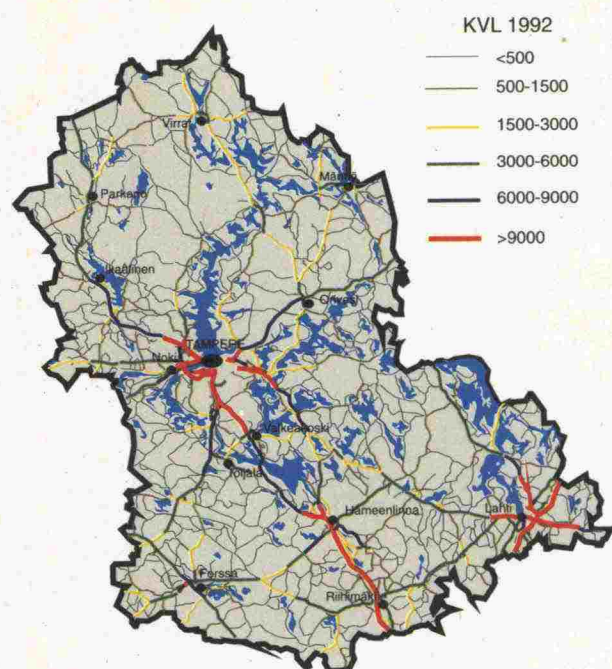 KVL 1992
<500
500-1500
1500-3000
3000-6000
6000-9000
>9000
Virrat
Mänttä
Parkano
Ikaalinen
Orivesi
TAMPERE
Nokia
Valkeakoski
Toijala
Hämeenlinna
Lahti
Forssa
Riihimäki